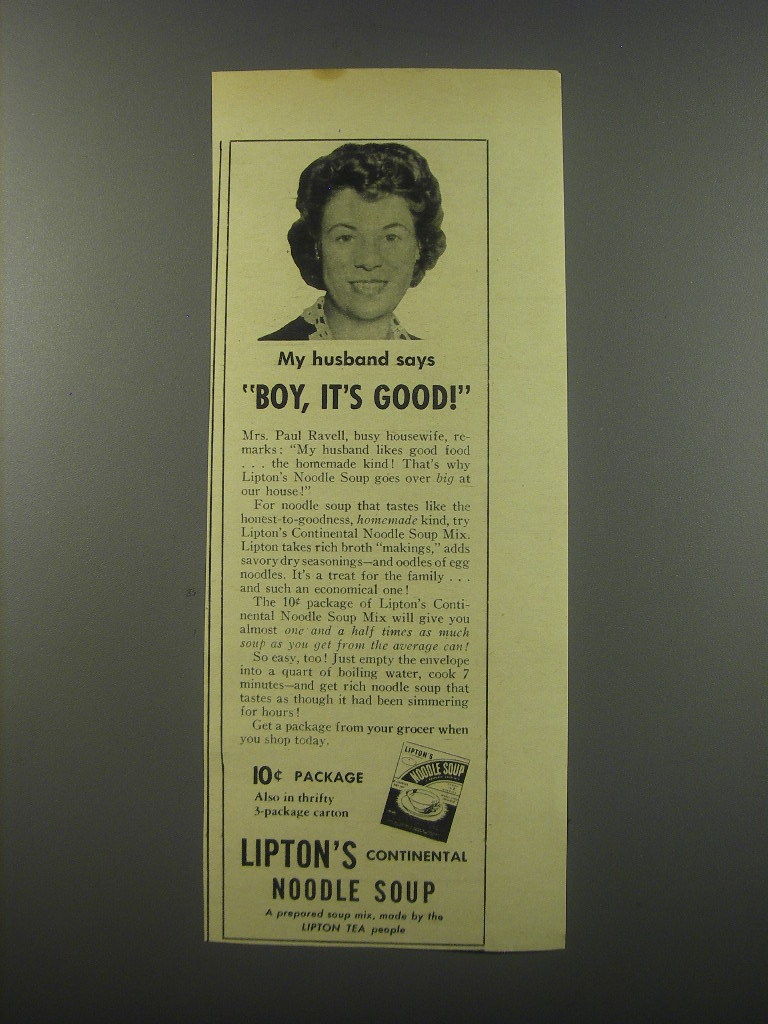 My husband says
"BOY, IT'S GOOD!"
Mrs. Paul Ravell, busy housewife, re-
marks: "My husband likes good food
. . . the homemade kind! That's why
Lipton's Noodle Soup goes over big at
our house!"
For noodle soup that tastes like the
honest-to-goodness, homemade kind, try
Lipton's Continental Noodle Soup Mix.
Lipton takes rich broth "makings," adds
savory dry seasonings—and oodles of egg
noodles. It's a treat for the family . . .
and such an economical one!
The 10¢ package of Lipton's Conti-
nental Noodle Soup Mix will give you
almost one and a half times as much
soup as you get from the average can!
So easy, too! Just empty the envelope
into a quart of boiling water, cook 7
minutes—and get rich noodle soup that
tastes as though it had been simmering
for hours!
Get a package from your grocer when
you shop today.
LIPTON'S
NOODLE SOUP
10¢ PACKAGE
Also in thrifty
3-package carton
LIPTON'S CONTINENTAL
NOODLE SOUP
A prepared soup mix, made by the
LIPTON TEA people